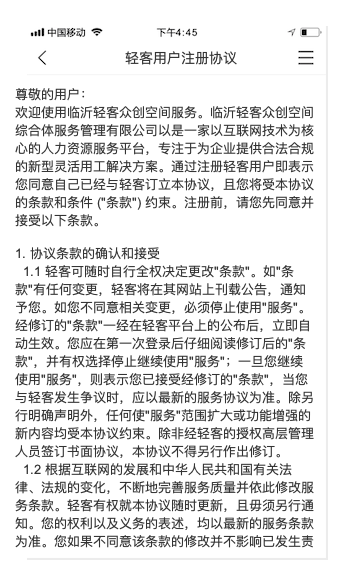 中国移动 下午4:45
轻客用户注册协议
尊敬的用户：
欢迎使用临沂轻客众创空间服务。临沂轻客众创空间
综合体服务管理有限公司以是一家以互联网技术为核
心的人力资源服务平台，专注于为企业提供合法合规
的新型灵活用工解决方案。通过注册轻客用户即表示
您同意自己已经与轻客订立本协议，且您将受本协议
的条款和条件 ("条款") 约束。注册前，请您先同意并
接受以下条款。
1. 协议条款的确认和接受
1.1 轻客可随时自行全权决定更改"条款"。如"条
款"有任何变更，轻客将在其网站上刊载公告，通知
予您。如您不同意相关变更，必须停止使用"服务"。
经修订的"条款"一经在轻客平台上的公布后，立即自
动生效。您应在第一次登录后仔细阅读修订后的"条
款"，并有权选择停止继续使用"服务"；一旦您继续
使用"服务"，则表示您已接受经修订的"条款"，当您
与轻客发生争议时，应以最新的服务协议为准。除另
行明确声明外，任何使"服务"范围扩大或功能增强的
新内容均受本协议约束。除非经轻客的授权高层管理
人员签订书面协议，本协议不得另行作出修订。
1.2 根据互联网的发展和中华人民共和国有关法
律、法规的变化，不断地完善服务质量并依此修改服
务条款。轻客有权就本协议随时更新，且毋须另行通
知。您的权利以及义务的表述，均以最新的服务条款
为准。您如果不同意该条款的修改并不影响已发生责